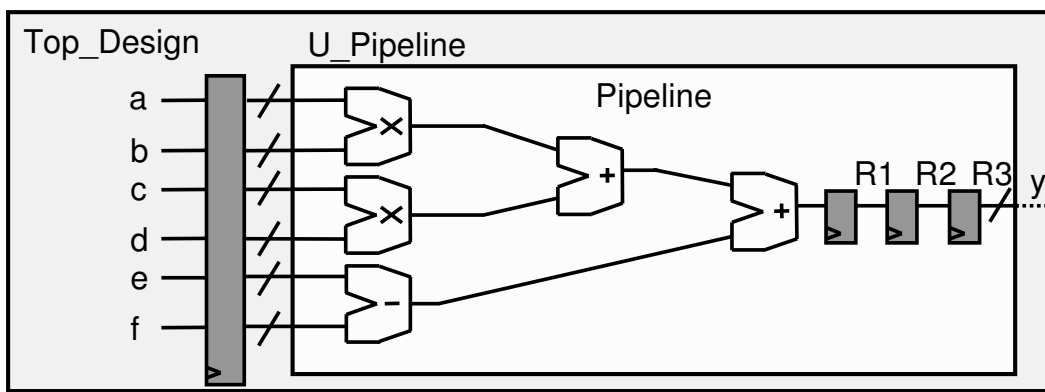 Top_Design
U_Pipeline
Pipeline
a
b
c
d
e
f
×
×
−
+
+
R1 R2 R3
y